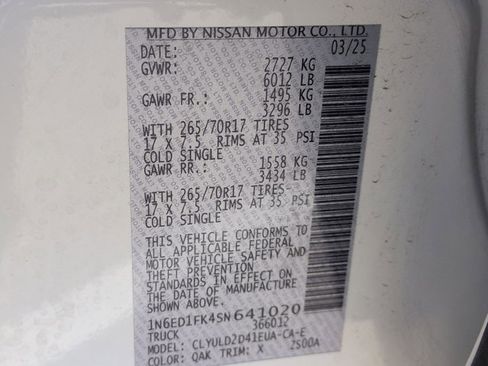 MFD BY NISSAN MOTOR CO., LTD.
DATE: 03/25
GVWR: 2727 KG
6012 LB
GAWR FR.: 1495 KG
3296 LB
WITH 265/70R17 TIRES
17 X 7.5 RIMS AT 35 PSI
COLD SINGLE
GAWR RR.: 1558 KG
3434 LB
WITH 265/70R17 TIRES
17 X 7.5 RIMS AT 35 PSI
COLD SINGLE
THIS VEHICLE CONFORMS TO
ALL APPLICABLE FEDERAL
MOTOR VEHICLE SAFETY AND
THEFT PREVENTION
STANDARDS IN EFFECT ON
THE DATE OF MANUFACTURE
SHOWN ABOVE.
1N6ED1FK4SN641020
TRUCK 366012
MODEL: CLYULD2D41EUA-CA-E
COLOR: QAK TRIM: X 2S00A